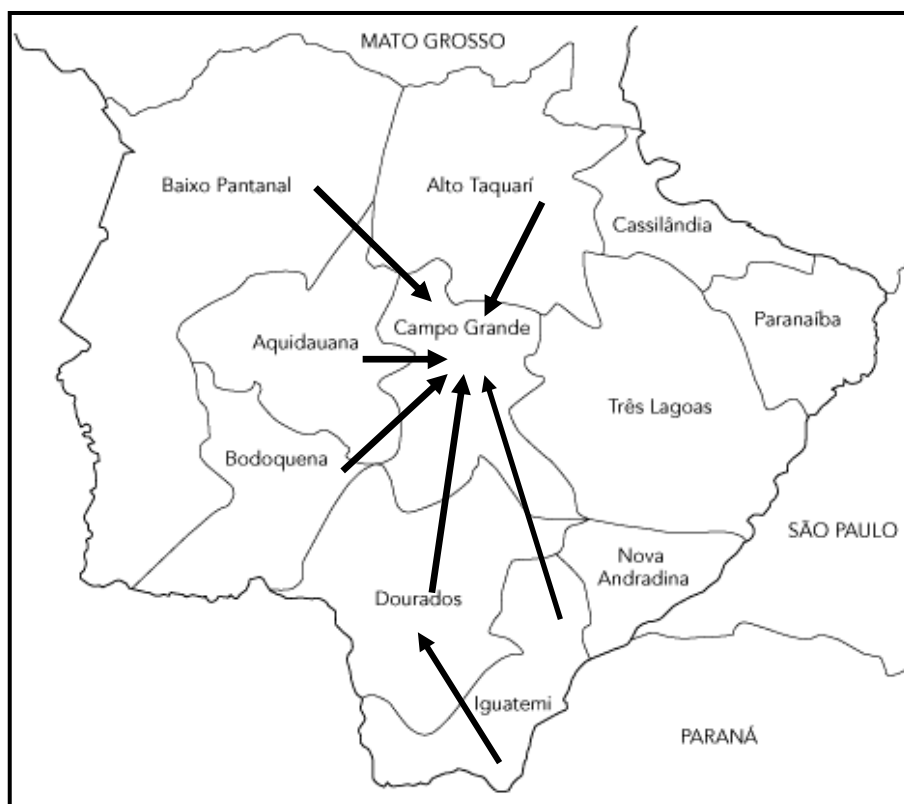 MATO GROSSO
Baixo Pantanal
Alto Taquarí
Cassilândia
Paranaíba
Campo Grande
Aquidauana
Três Lagoas
Bodoquena
SÃO PAULO
Nova
Andradina
Dourados
Iguatemi
PARANÁ